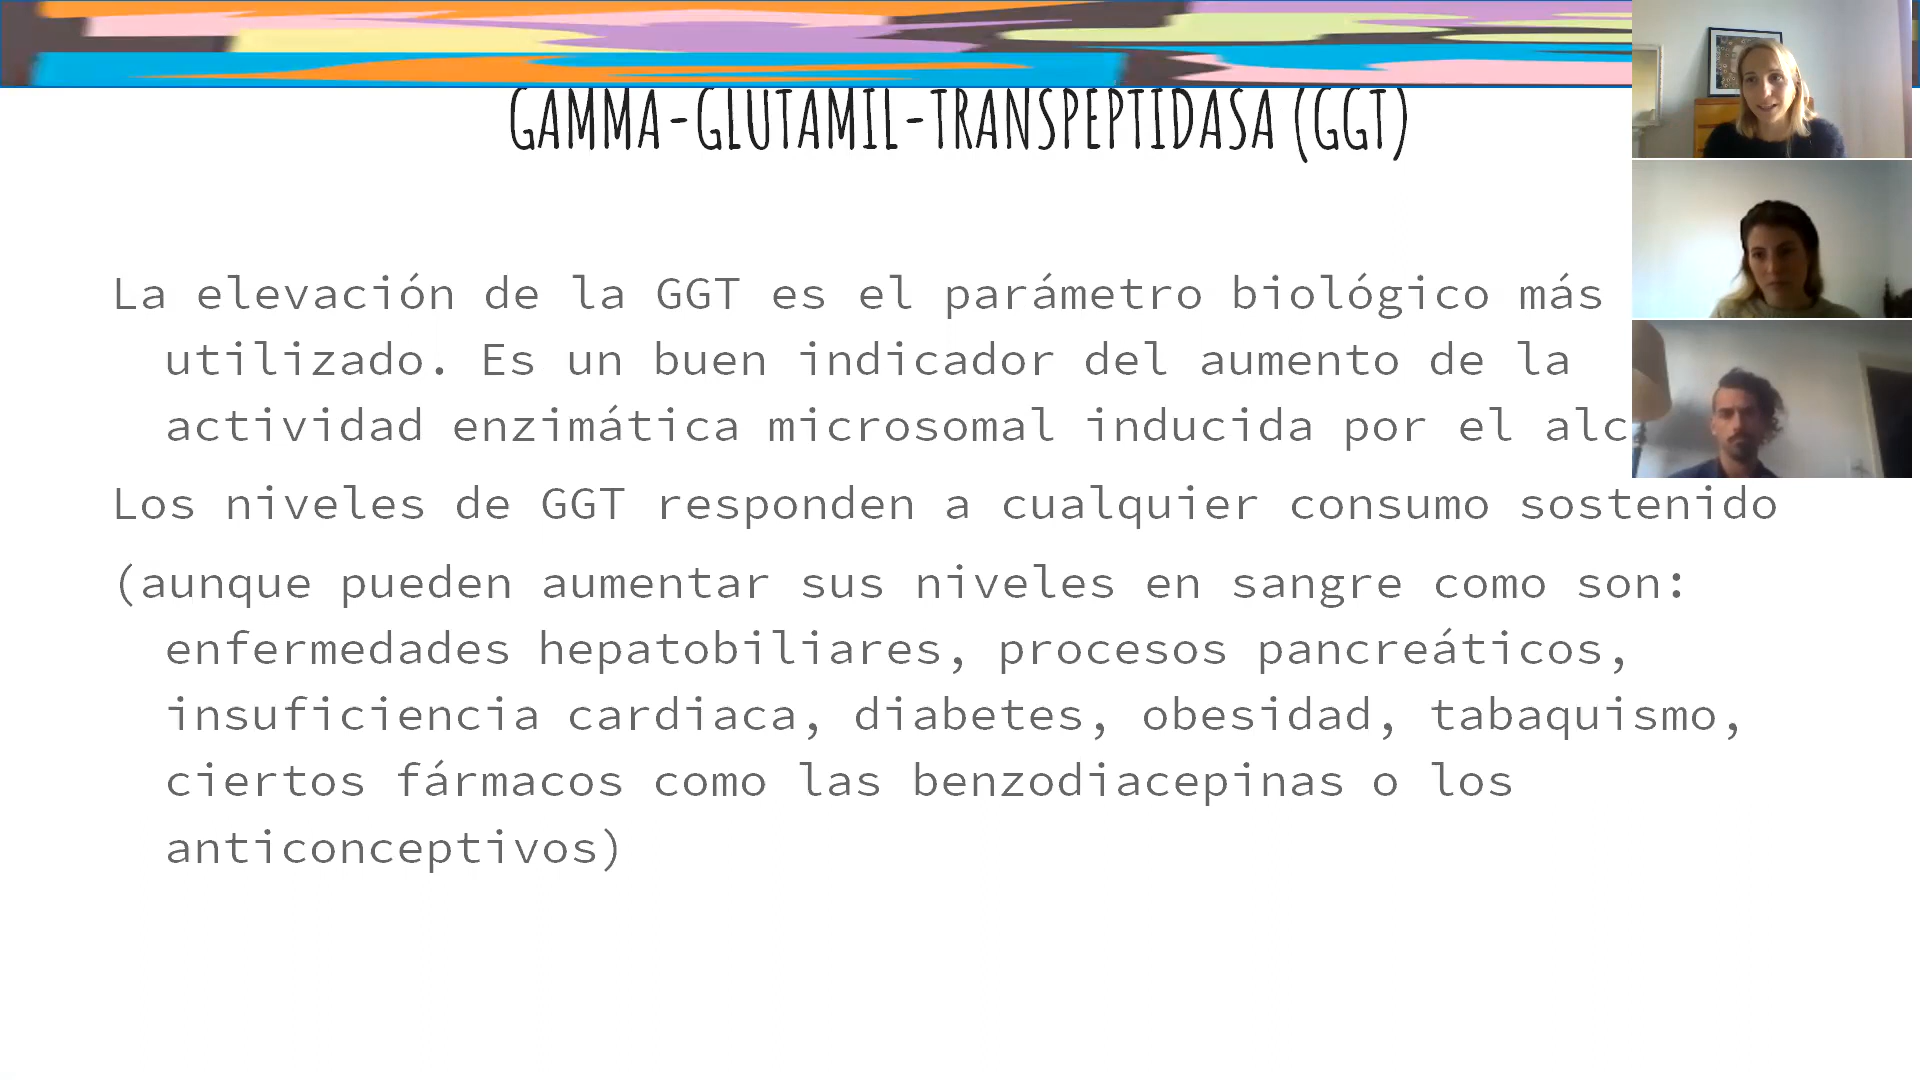 GAMMA-GLUTAMIL-TRANSPEPTIDASA (GGT)
La elevación de la GGT es el parámetro biológico más
utilizado. Es un buen indicador del aumento de la
actividad enzimática microsomal inducida por el
Los niveles de GGT responden a cualquier consumo sostenido
(aunque pueden aumentar sus niveles en sangre como son:
enfermedades hepatobiliares, procesos pancreáticos,
insuficiencia cardiaca, diabetes, obesidad, tabaquismo,
ciertos fármacos como las benzodiacepinas o los
anticonceptivos)